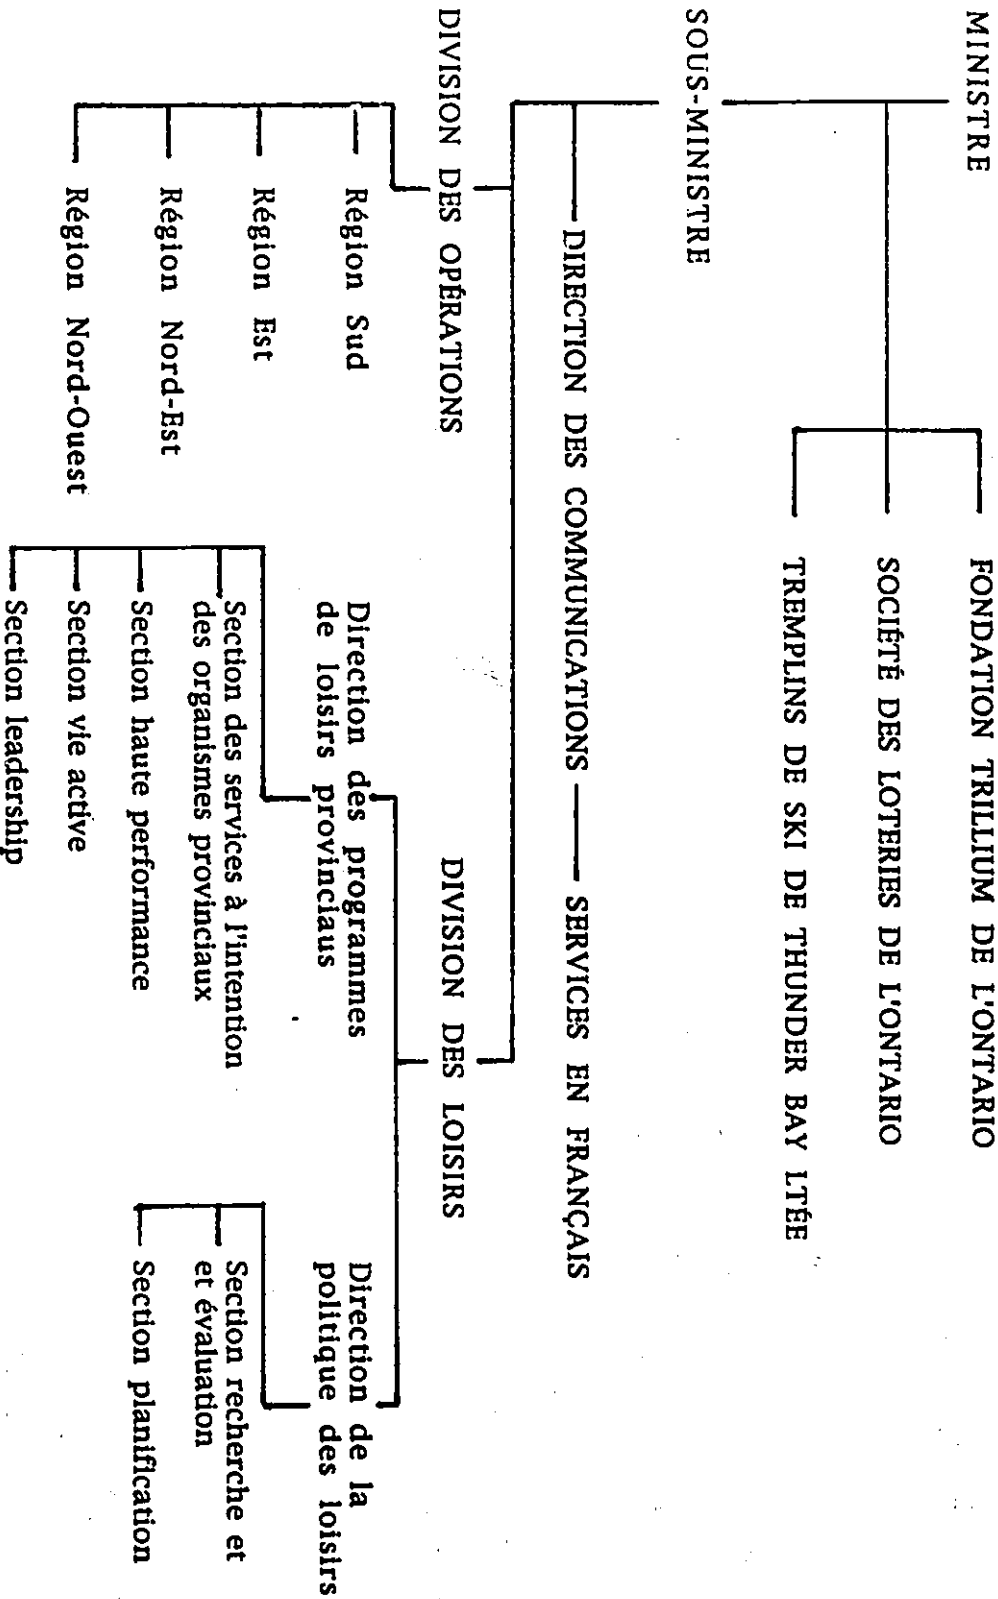 MINISTRE
FONDATION TRILLIUM DE L'ONTARIO
SOCIÉTÉ DES LOTERIES DE L'ONTARIO
TREMPLINS DE SKI DE THUNDER BAY LTÉE
SOUS-MINISTRE
DIRECTION DES COMMUNICATIONS
SERVICES EN FRANÇAIS
DIVISION DES OPÉRATIONS
Région Sud
Région Est
Région Nord-Est
Région Nord-Ouest
DIVISION DES LOISIRS
Direction des programmes
de loisirs provinciaus
Section des services à l'intention
des organismes provinciaux
Section haute performance
Section vie active
Section leadership
Direction de la
politique des loisirs
Section recherche et
et évaluation
Section planification